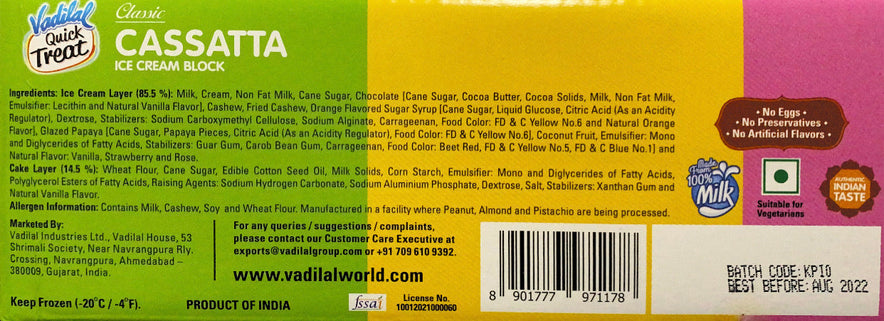 Vadilal
Quick
Treat
Classic
CASSATTA
ICE CREAM BLOCK
Ingredients: Ice Cream Layer (85.5 %): Milk, Cream, Non Fat Milk, Cane Sugar, Chocolate [Cane Sugar, Cocoa Butter, Cocoa Solids, Milk, Non Fat Milk,
Emulsifier: Lecithin and Natural Vanilla Flavor], Cashew, Fried Cashew, Orange Flavored Sugar Syrup [Cane Sugar, Liquid Glucose, Citric Acid (As an Acidity
Regulator), Dextrose, Stabilizers: Sodium Carboxymethyl Cellulose, Sodium Alginate, Carrageenan, Food Color: FD & C Yellow No.6 and Natural Orange
Flavor], Glazed Papaya [Cane Sugar, Papaya Pieces, Citric Acid (As an Acidity Regulator), Food Color: FD & C Yellow No.6], Coconut Fruit, Emulsifier: Mono
and Diglycerides of Fatty Acids, Stabilizers: Guar Gum, Carob Bean Gum, Carrageenan, Food Color: Beet Red, FD & C Yellow No.5, FD & C Blue No.1] and
Natural Flavor: Vanilla, Strawberry and Rose.
Cake Layer (14.5 %): Wheat Flour, Cane Sugar, Edible Cotton Seed Oil, Milk Solids, Corn Starch, Emulsifier: Mono and Diglycerides of Fatty Acids,
Polyglycerol Esters of Fatty Acids, Raising Agents: Sodium Hydrogen Carbonate, Sodium Aluminium Phosphate, Dextrose, Salt, Stabilizers: Xanthan Gum and
Natural Vanilla Flavor.
Allergen Information: Contains Milk, Cashew, Soy and Wheat Flour. Manufactured in a facility where Peanut, Almond and Pistachio are being processed.
• No Eggs •
• No Preservatives •
• No Artificial Flavors •
Made
From
100%
Milk
Suitable for
Vegetarians
AUTHENTIC
INDIAN
TASTE
Marketed By:
Vadilal Industries Ltd., Vadilal House, 53
Shrimali Society, Near Navrangpura Rly.
Crossing, Navrangpura, Ahmedabad –
380009, Gujarat, India.
For any queries / suggestions / complaints,
please contact our Customer Care Executive at
exports@vadilalgroup.com or +91 709 610 9392.
www.vadilalworld.com
Keep Frozen (-20°C / -4°F).
PRODUCT OF INDIA
fssai
License No.
10012021000060
8 901777 971178
BATCH CODE:KP10
BEST BEFORE:AUG 2022